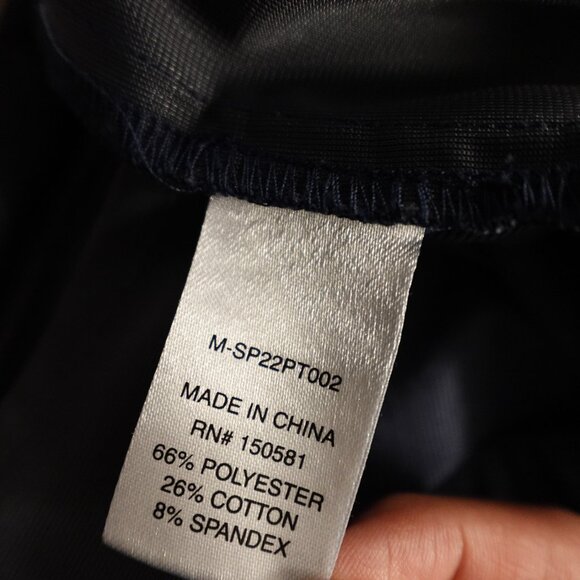 M-SP22PT002
MADE IN CHINA
RN# 150581
66% POLYESTER
26% COTTON
8% SPANDEX